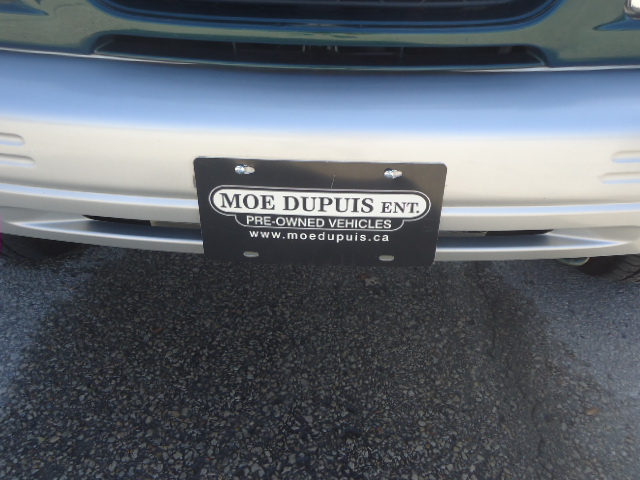 MOE DUPUIS ENT.
PRE-OWNED VEHICLES
www.moedupuis.ca